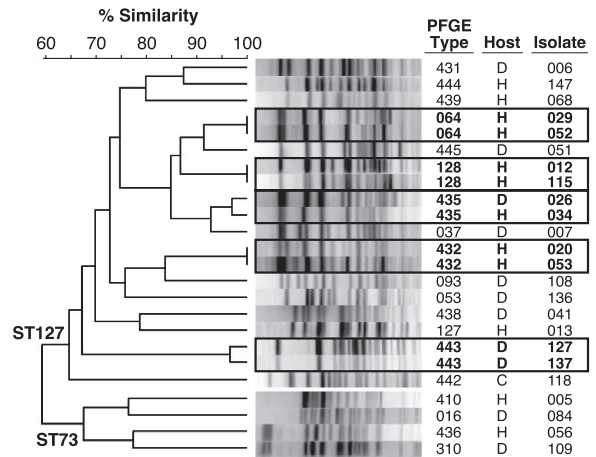 % Similarity
60 70 80 90 100
PFGE
Type Host Isolate
431 D 006
444 H 147
439 H 068
064 H 029
064 H 052
445 D 051
128 H 012
128 H 115
435 D 026
435 H 034
037 D 007
432 H 020
432 H 053
093 D 108
053 D 136
438 D 041
127 H 013
ST127
443 D 127
443 D 137
442 C 118
410 H 005
016 D 084
436 H 056
ST73
310 D 109